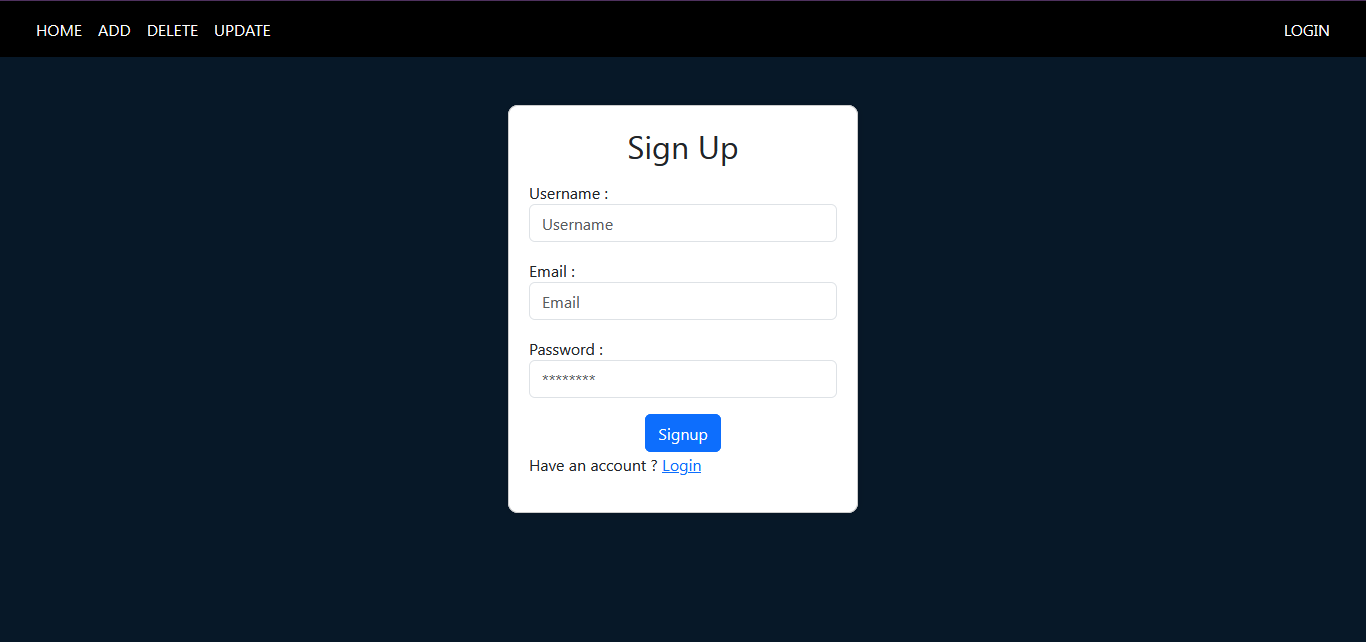 HOME ADD DELETE UPDATE LOGIN
Sign Up
Username :
Username
Email :
Email
Password :
********
Signup
Have an account ? Login